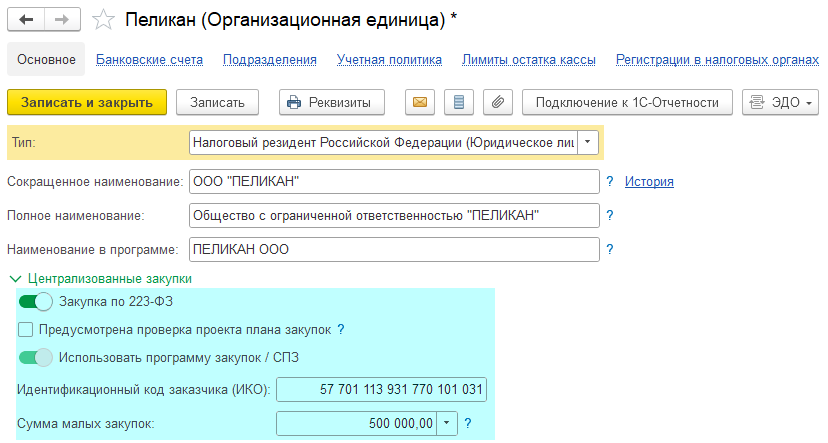 Пеликан (Организационная единица) *
Основное Банковские счета Подразделения Учетная политика Лимиты остатка кассы Регистрации в налоговых органах
Записать и закрыть Записать Реквизиты Подключение к 1С-Отчетности ЭДО
Тип: Налоговый резидент Российской Федерации (Юридическое лиц
Сокращенное наименование: ООО "ПЕЛИКАН" ? История
Полное наименование: Общество с ограниченной ответственностью "ПЕЛИКАН" ?
Наименование в программе: ПЕЛИКАН ООО ?
Централизованные закупки
Закупка по 223-ФЗ
Предусмотрена проверка проекта плана закупок ?
Использовать программу закупок / СПЗ
Идентификационный код заказчика (ИКО): 57 701 113 931 770 101 031
Сумма малых закупок: 500 000,00 ?